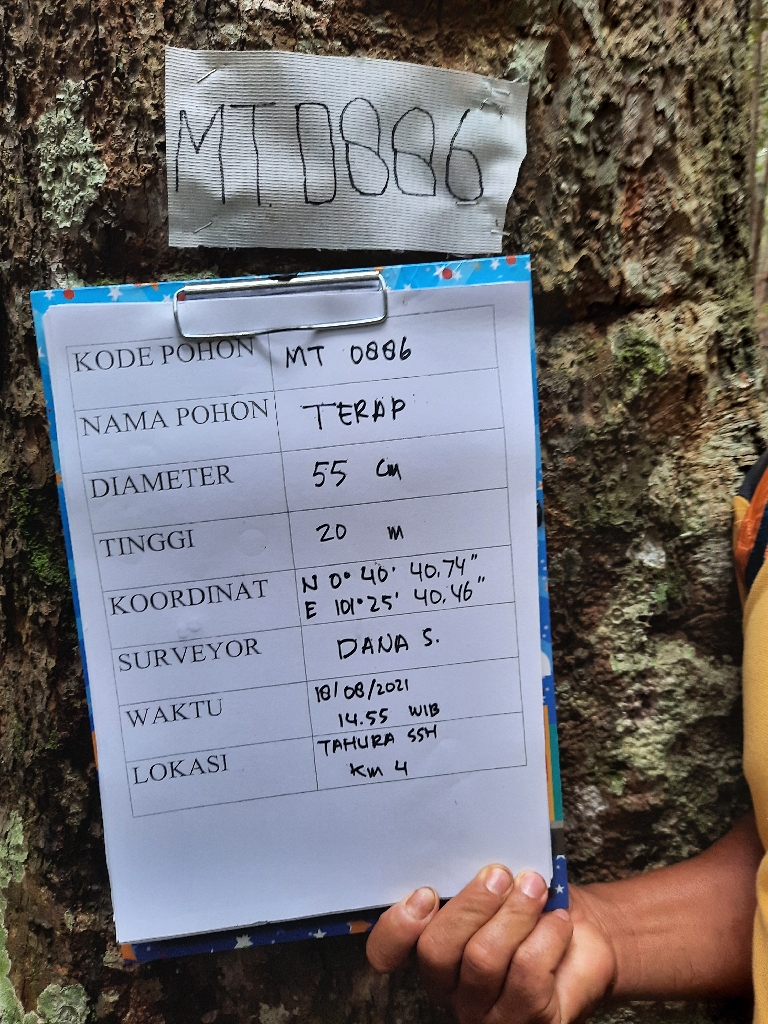 MT.0886
KODE POHON MT 0886
NAMA POHON TERAP
DIAMETER 55 Cm
TINGGI 20 m
KOORDINAT N 0° 40' 40,74"
E 101° 25' 40,46"
SURVEYOR DANA S.
WAKTU 18/08/2021
14.55 WIB
LOKASI TAHURA SSH
Km 4